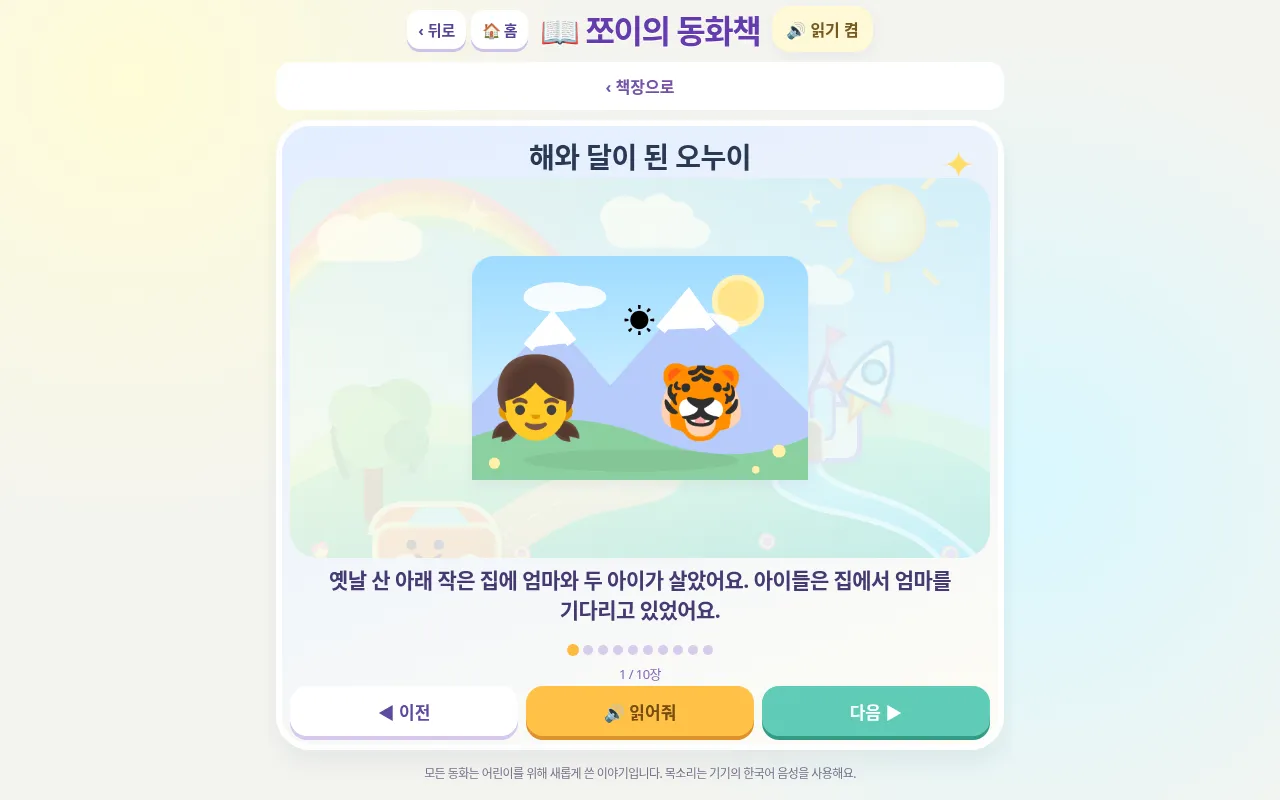 ‹ 뒤로
🏠 홈
📖 쪼이의 동화책
🔊 읽기 켬
‹ 책장으로
해와 달이 된 오누이
옛날 산 아래 작은 집에 엄마와 두 아이가 살았어요. 아이들은 집에서 엄마를
기다리고 있었어요.
1 / 10장
◀ 이전
🔊 읽어줘
다음 ▶
모든 동화는 어린이를 위해 새롭게 쓴 이야기입니다. 목소리는 기기의 한국어 음성을 사용해요.